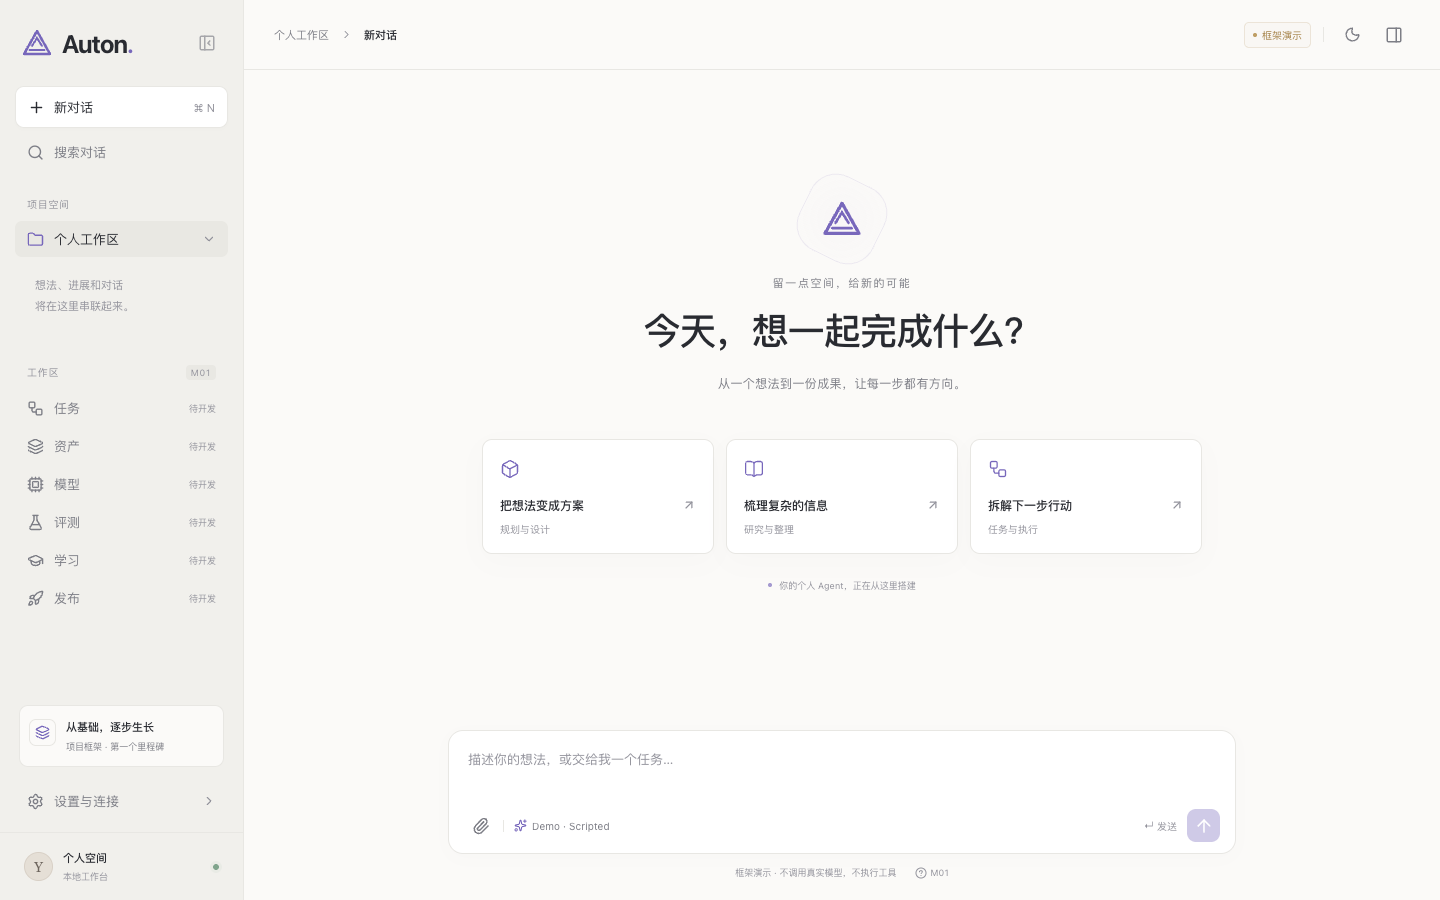 Auton.
新对话
⌘ N
搜索对话
项目空间
个人工作区
想法、进展和对话
将在这里串联起来。
工作区
M01
任务
待开发
资产
待开发
模型
待开发
评测
待开发
学习
待开发
发布
待开发
从基础，逐步生长
项目框架 · 第一个里程碑
设置与连接
Y
个人空间
本地工作台
个人工作区 > 新对话
框架演示
留一点空间，给新的可能
今天，想一起完成什么？
从一个想法到一份成果，让每一步都有方向。
把想法变成方案
规划与设计
梳理复杂的信息
研究与整理
拆解下一步行动
任务与执行
你的个人 Agent，正在从这里搭建
描述你的想法，或交给我一个任务...
Demo · Scripted
↵ 发送
框架演示 · 不调用真实模型，不执行工具
M01